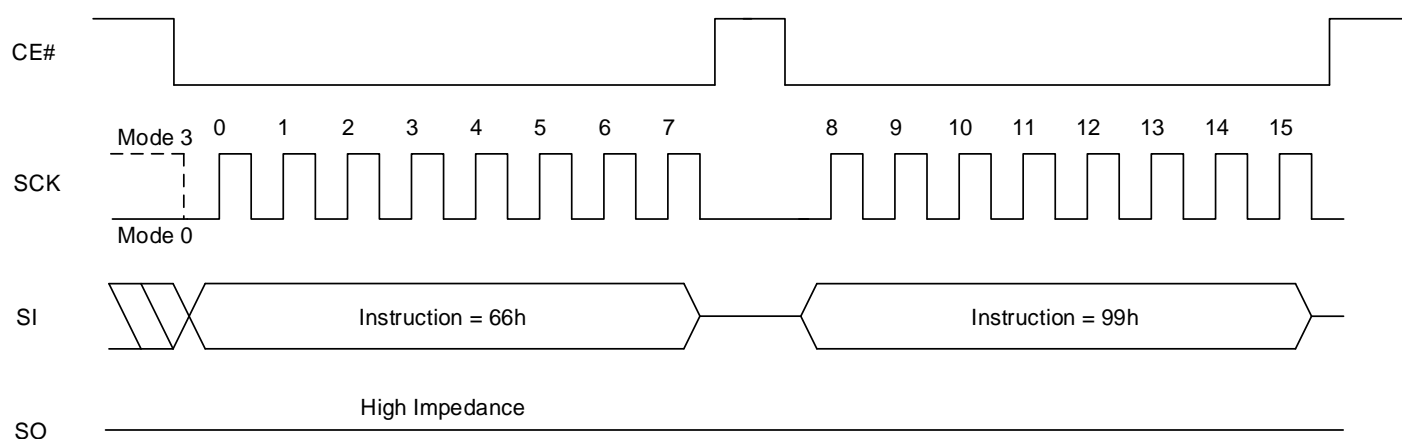 CE#
Mode 3 0 1 2 3 4 5 6 7 8 9 10 11 12 13 14 15
SCK
Mode 0
SI Instruction = 66h Instruction = 99h
High Impedance
SO